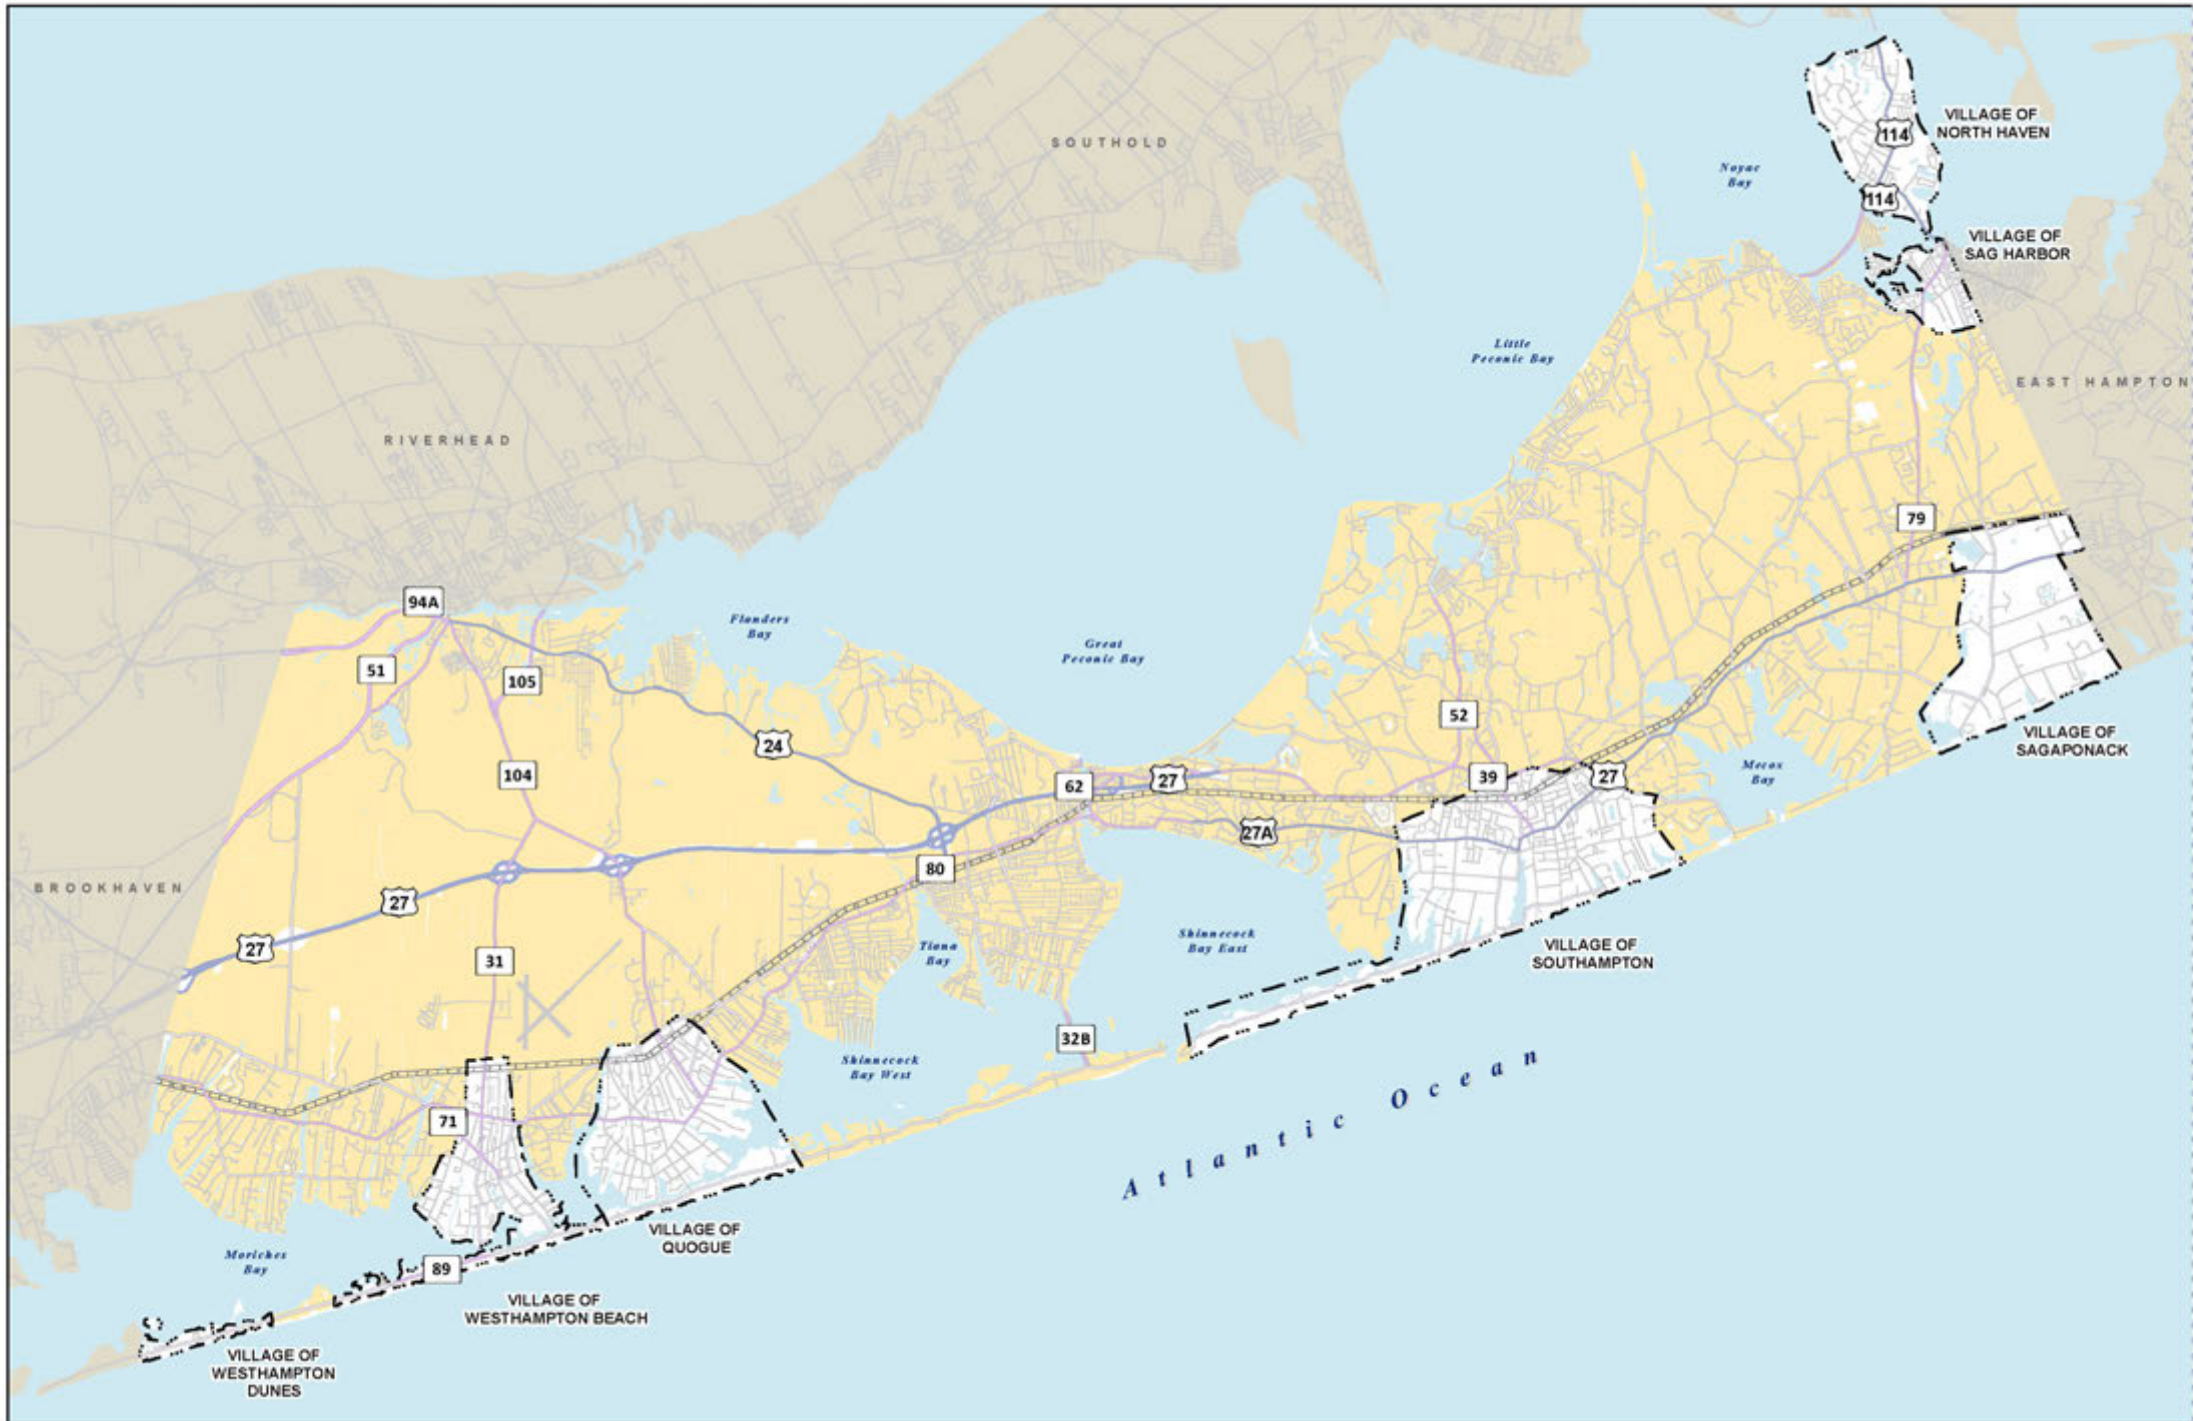 SOUTHOLD
114
VILLAGE OF
NORTH HAVEN
Noyac
Bay
114
VILLAGE OF
SAG HARBOR
Little
Peconic Bay
EAST HAMPTON
RIVERHEAD
79
94A
Flanders
Bay
Great
Peconic Bay
51
105
52
24
VILLAGE OF
SAGAPONACK
104
62
27
39
27
Mecox
Bay
27A
80
BROOKHAVEN
27
27
31
Tiana
Bay
Shinnecock
Bay East
VILLAGE OF
SOUTHAMPTON
32B
Shinnecock
Bay West
Atlantic Ocean
71
VILLAGE OF
QUOGUE
Moriches
Bay
89
VILLAGE OF
WESTHAMPTON BEACH
VILLAGE OF
WESTHAMPTON
DUNES